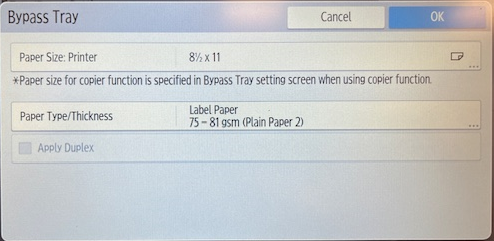 Bypass Tray
Cancel
OK
Paper Size: Printer
8½ x 11
*Paper size for copier function is specified in Bypass Tray setting screen when using copier function.
Paper Type/Thickness
Label Paper
75 – 81 gsm (Plain Paper 2)
Apply Duplex